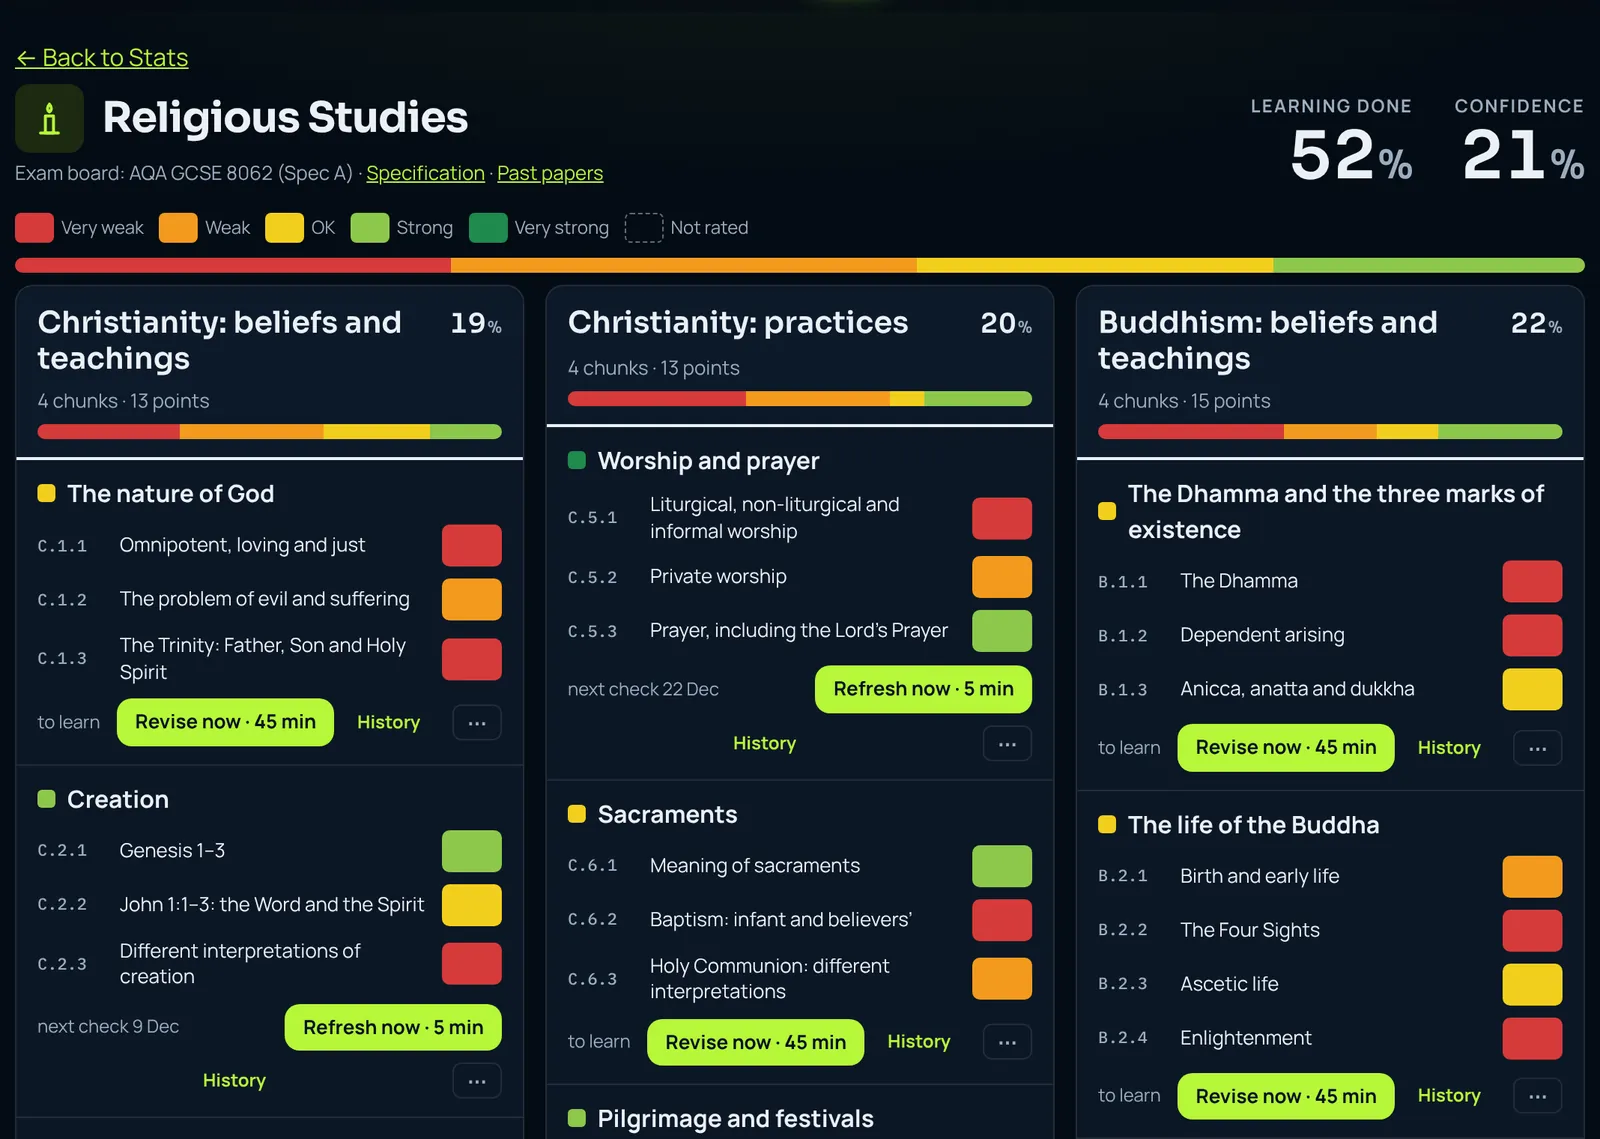 ← Back to Stats
Religious Studies
Exam board: AQA GCSE 8062 (Spec A) · Specification · Past papers
LEARNING DONE
52%
CONFIDENCE
21%
Very weak
Weak
OK
Strong
Very strong
Not rated
Christianity: beliefs and
teachings
19%
4 chunks · 13 points
The nature of God
C.1.1 Omnipotent, loving and just
C.1.2 The problem of evil and suffering
C.1.3 The Trinity: Father, Son and Holy
Spirit
to learn Revise now · 45 min History ...
Creation
C.2.1 Genesis 1–3
C.2.2 John 1:1–3: the Word and the Spirit
C.2.3 Different interpretations of
creation
next check 9 Dec Refresh now · 5 min
History ...
Christianity: practices
20%
4 chunks · 13 points
Worship and prayer
C.5.1 Liturgical, non-liturgical and
informal worship
C.5.2 Private worship
C.5.3 Prayer, including the Lord’s Prayer
next check 22 Dec Refresh now · 5 min
History ...
Sacraments
C.6.1 Meaning of sacraments
C.6.2 Baptism: infant and believers’
C.6.3 Holy Communion: different
interpretations
to learn Revise now · 45 min History ...
Pilgrimage and festivals
Buddhism: beliefs and
teachings
22%
4 chunks · 15 points
The Dhamma and the three marks of
existence
B.1.1 The Dhamma
B.1.2 Dependent arising
B.1.3 Anicca, anatta and dukkha
to learn Revise now · 45 min History ...
The life of the Buddha
B.2.1 Birth and early life
B.2.2 The Four Sights
B.2.3 Ascetic life
B.2.4 Enlightenment
to learn Revise now · 45 min History ...